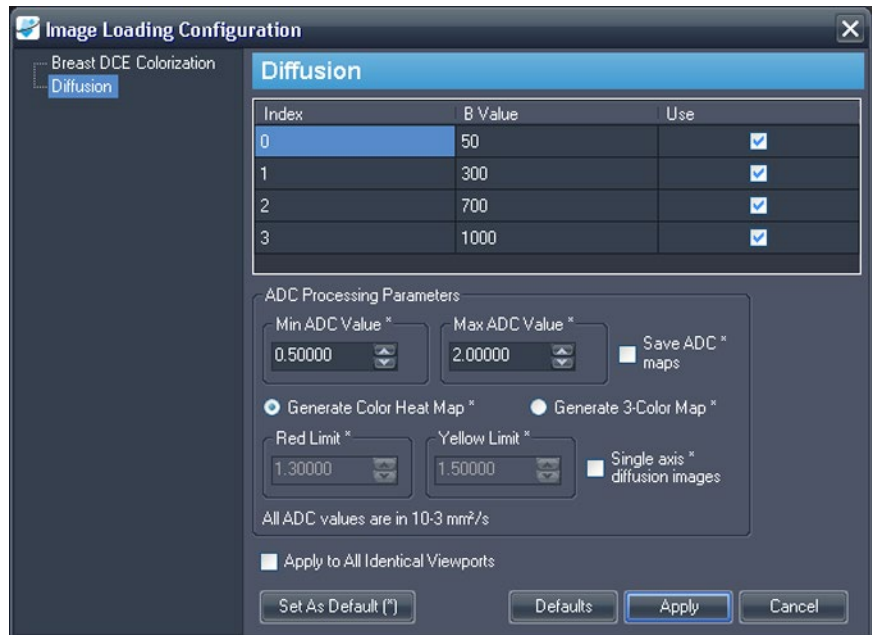 Image Loading Configuration
Breast DCE Colorization
Diffusion
Diffusion
Index B Value Use
0 50
1 300
2 700
3 1000
ADC Processing Parameters
Min ADC Value * Max ADC Value *
0.50000 2.00000 Save ADC *
maps
Generate Color Heat Map * Generate 3-Color Map *
Red Limit * Yellow Limit *
1.30000 1.50000 Single axis *
diffusion images
All ADC values are in 10-3 mm²/s
Apply to All Identical Viewports
Set As Default (*) Defaults Apply Cancel